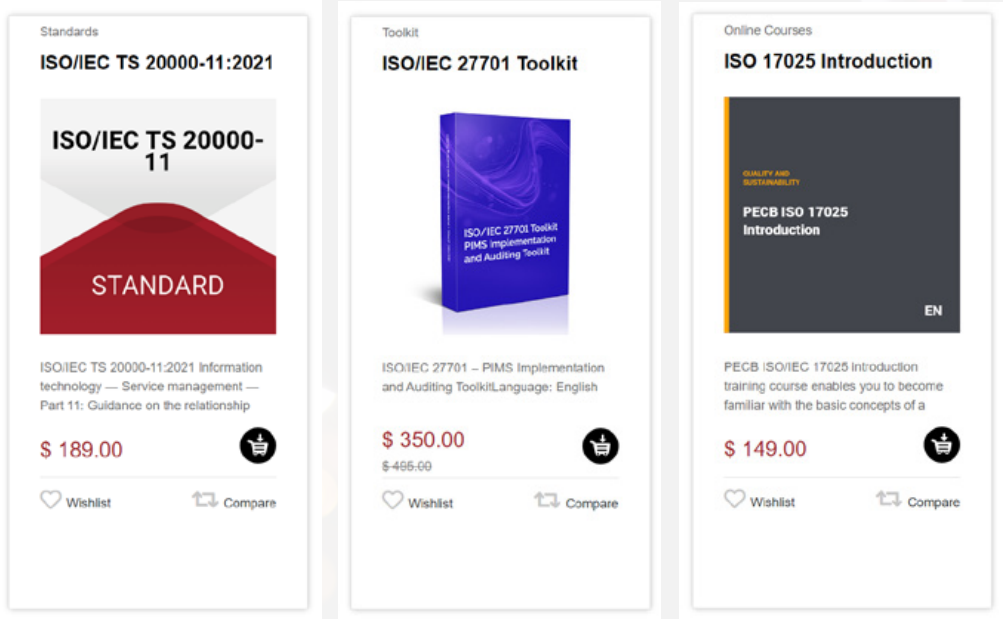 Standards
ISO/IEC TS 20000-11:2021
ISO/IEC TS 20000-
11
STANDARD
ISO/IEC TS 20000-11:2021 Information
technology — Service management —
Part 11: Guidance on the relationship
$ 189.00
Wishlist
Compare
Toolkit
ISO/IEC 27701 Toolkit
ISO/IEC 27701 Toolkit
PIMS Implementation
and Auditing Toolkit
ISO/IEC 27701 – PIMS Implementation
and Auditing ToolkitLanguage: English
$ 350.00
$ 495.00
Wishlist
Compare
Online Courses
ISO 17025 Introduction
QUALITY AND
SUSTAINABILITY
PECB ISO 17025
Introduction
EN
PECB ISO/IEC 17025 Introduction
training course enables you to become
familiar with the basic concepts of a
$ 149.00
Wishlist
Compare